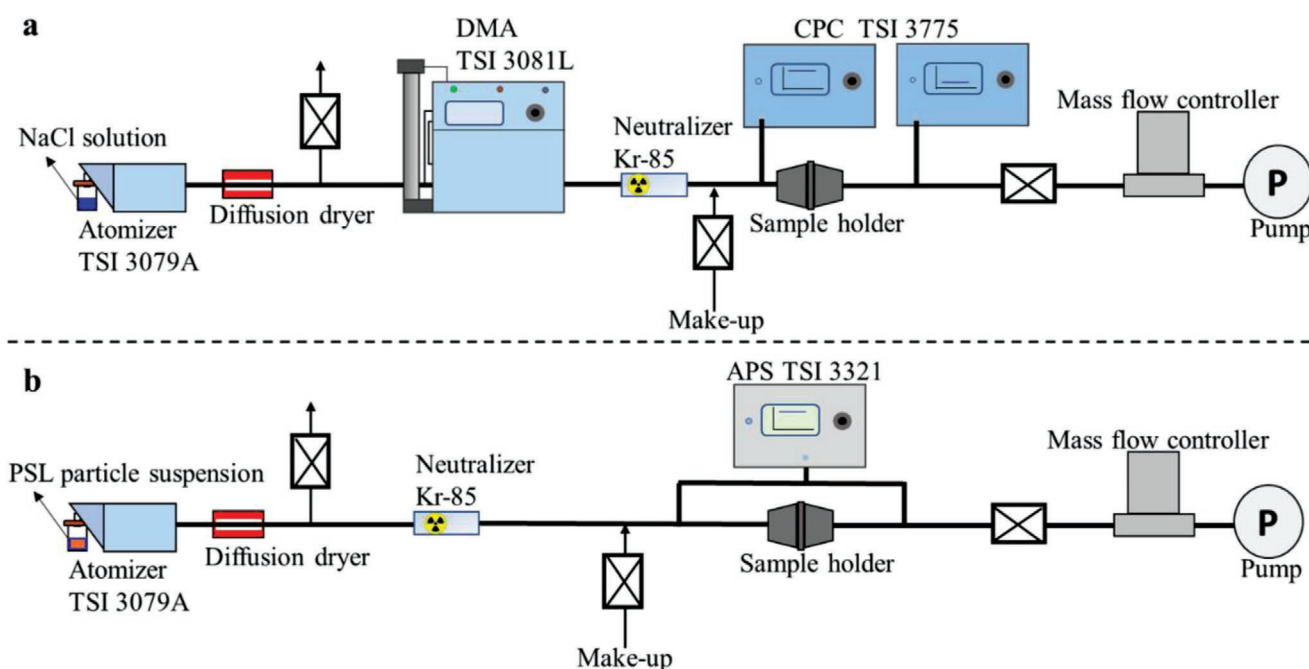 a
DMA
TSI 3081L
CPC TSI 3775
Mass flow controller
NaCl solution
Neutralizer
Kr-85
P
Diffusion dryer
Sample holder
Pump
Atomizer
TSI 3079A
Make-up
b
APS TSI 3321
Mass flow controller
PSL particle suspension
Neutralizer
Kr-85
P
Diffusion dryer
Sample holder
Pump
Atomizer
TSI 3079A
Make-up